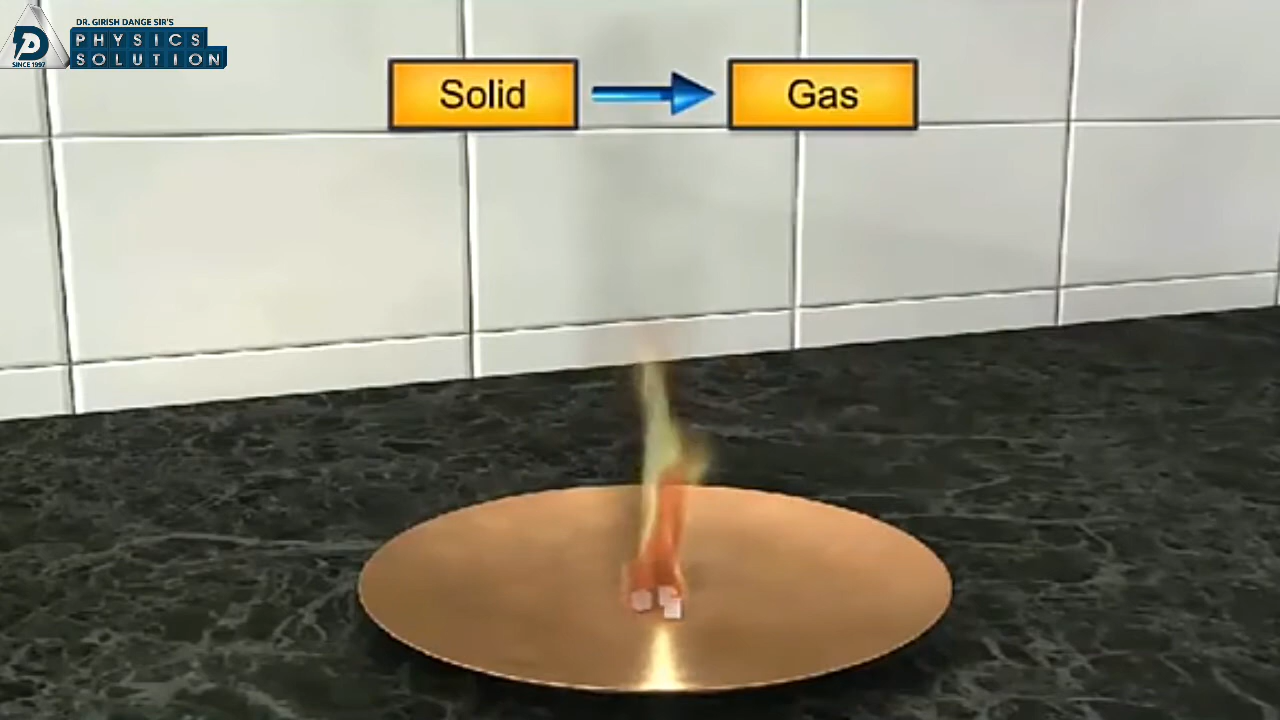 DR. GIRISH DANGE SIR'S
PHYSICS
SOLUTION
SINCE 1997
Solid
Gas